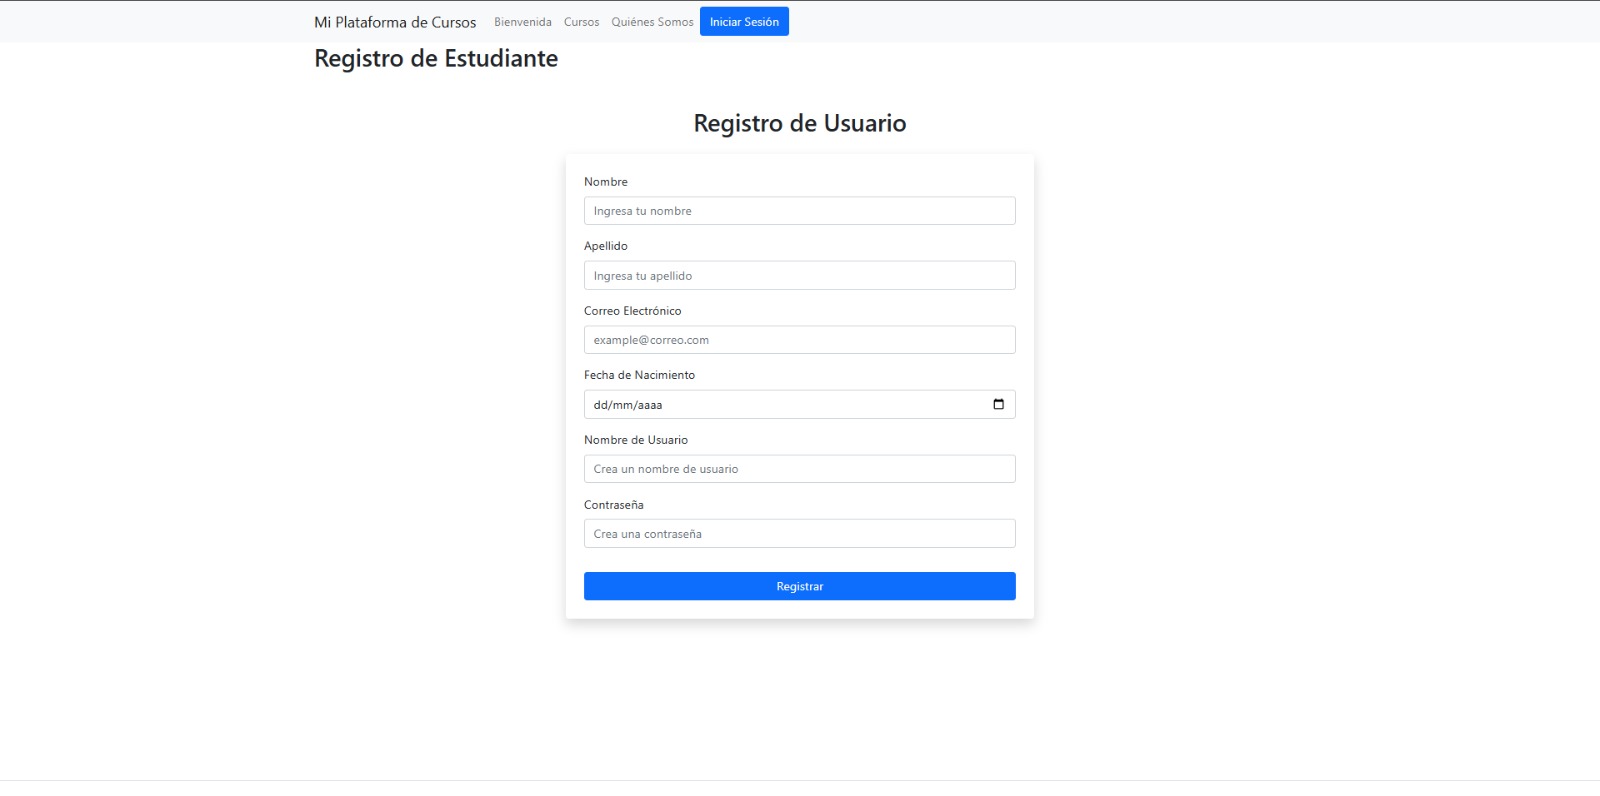 Mi Plataforma de Cursos Bienvenida Cursos Quiénes Somos Iniciar Sesión
Registro de Estudiante
Registro de Usuario
Nombre
Ingresa tu nombre
Apellido
Ingresa tu apellido
Correo Electrónico
example@correo.com
Fecha de Nacimiento
dd/mm/aaaa
Nombre de Usuario
Crea un nombre de usuario
Contraseña
Crea una contraseña
Registrar